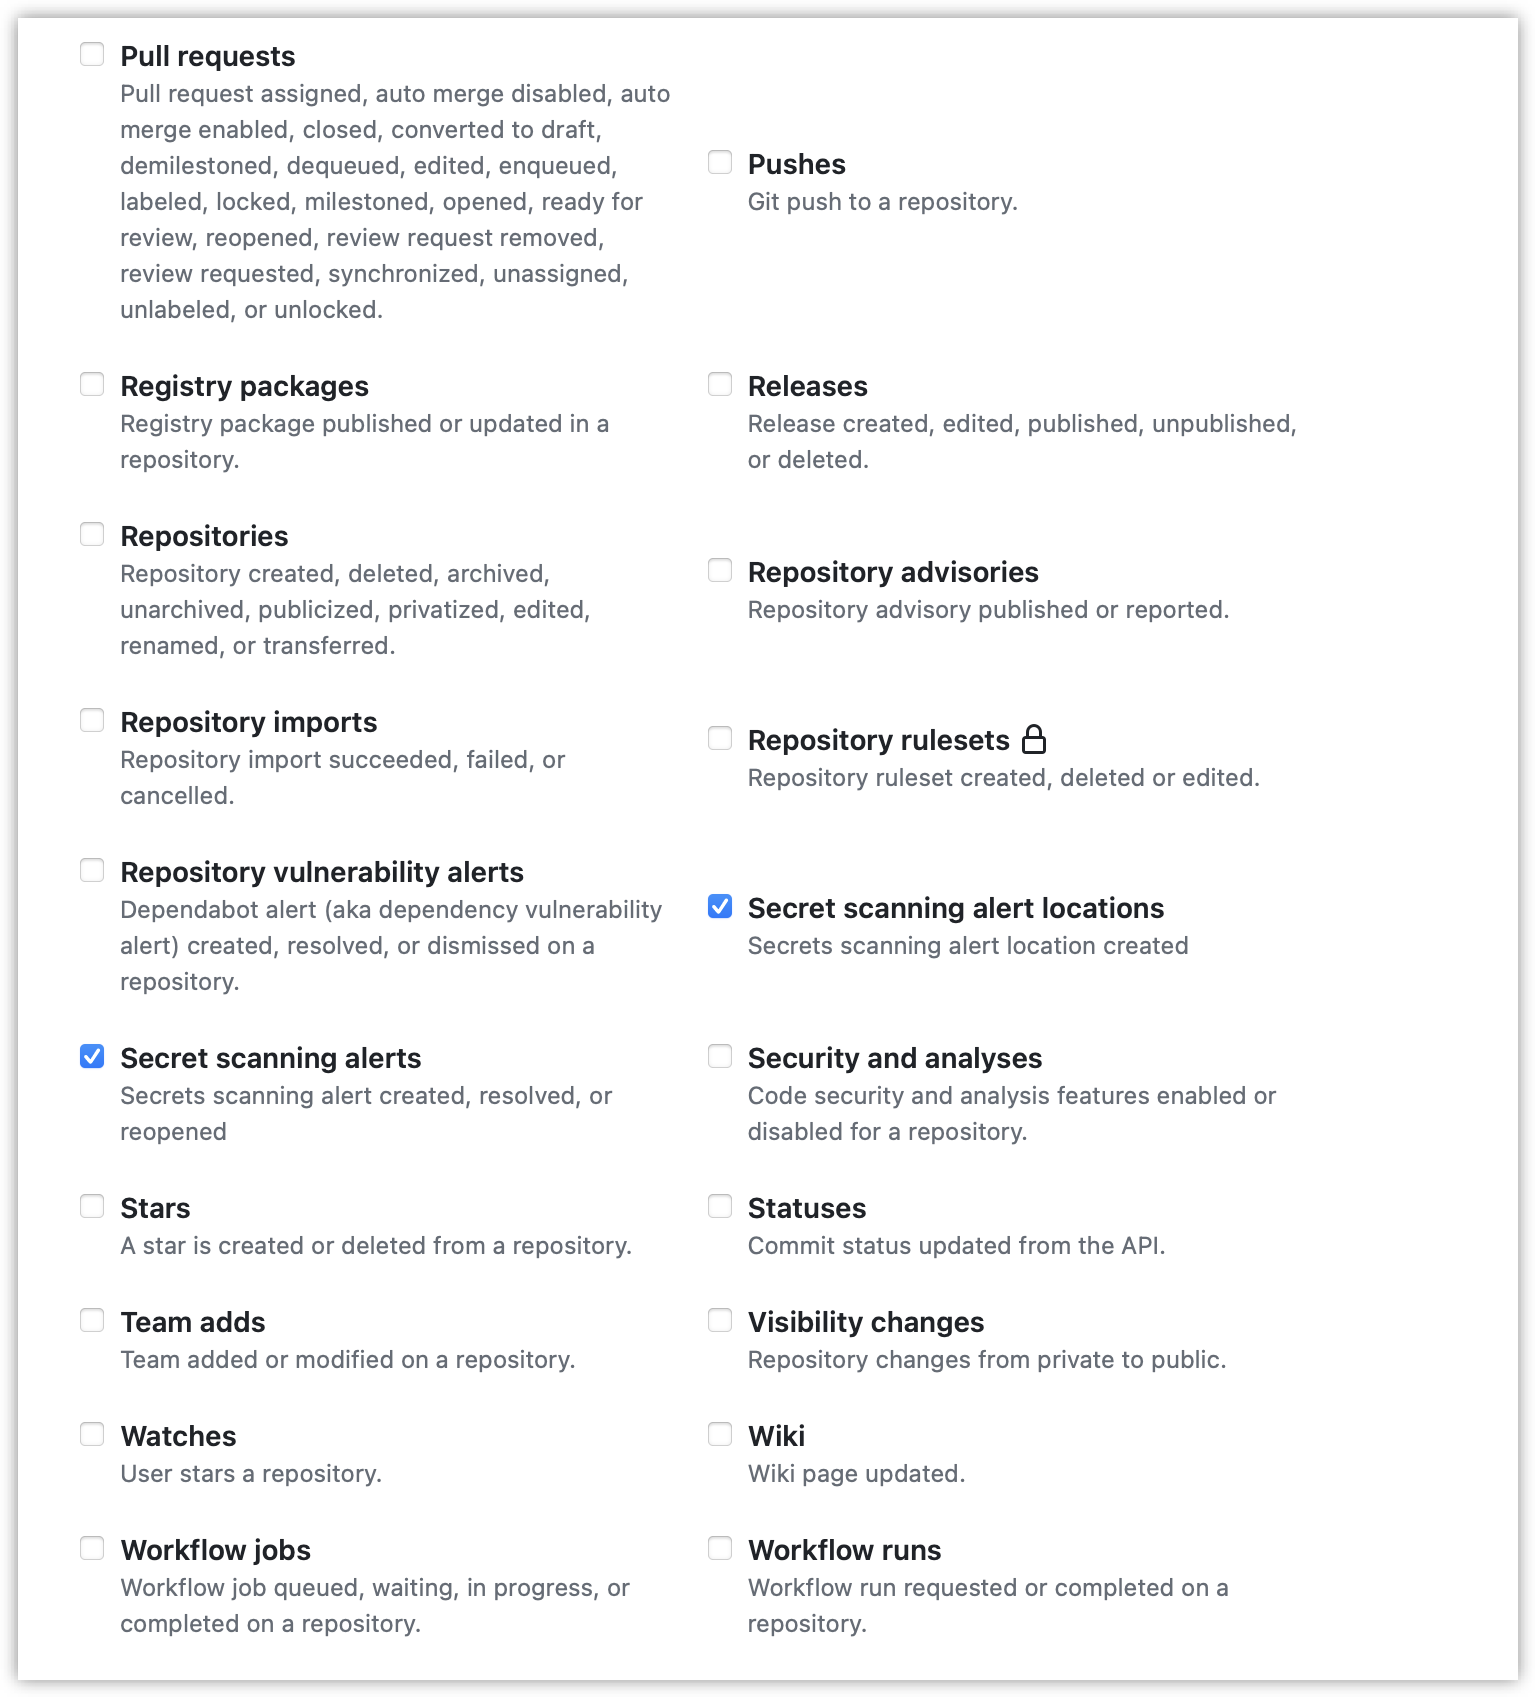 Pull requests
Pull request assigned, auto merge disabled, auto
merge enabled, closed, converted to draft,
demilestoned, dequeued, edited, enqueued,
labeled, locked, milestoned, opened, ready for
review, reopened, review request removed,
review requested, synchronized, unassigned,
unlabeled, or unlocked.
Pushes
Git push to a repository.
Registry packages
Registry package published or updated in a
repository.
Releases
Release created, edited, published, unpublished,
or deleted.
Repositories
Repository created, deleted, archived,
unarchived, publicized, privatized, edited,
renamed, or transferred.
Repository advisories
Repository advisory published or reported.
Repository imports
Repository import succeeded, failed, or
cancelled.
Repository rulesets
Repository ruleset created, deleted or edited.
Repository vulnerability alerts
Dependabot alert (aka dependency vulnerability
alert) created, resolved, or dismissed on a
repository.
Secret scanning alert locations
Secrets scanning alert location created
Secret scanning alerts
Secrets scanning alert created, resolved, or
reopened
Security and analyses
Code security and analysis features enabled or
disabled for a repository.
Stars
A star is created or deleted from a repository.
Statuses
Commit status updated from the API.
Team adds
Team added or modified on a repository.
Visibility changes
Repository changes from private to public.
Watches
User stars a repository.
Wiki
Wiki page updated.
Workflow jobs
Workflow job queued, waiting, in progress, or
completed on a repository.
Workflow runs
Workflow run requested or completed on a
repository.